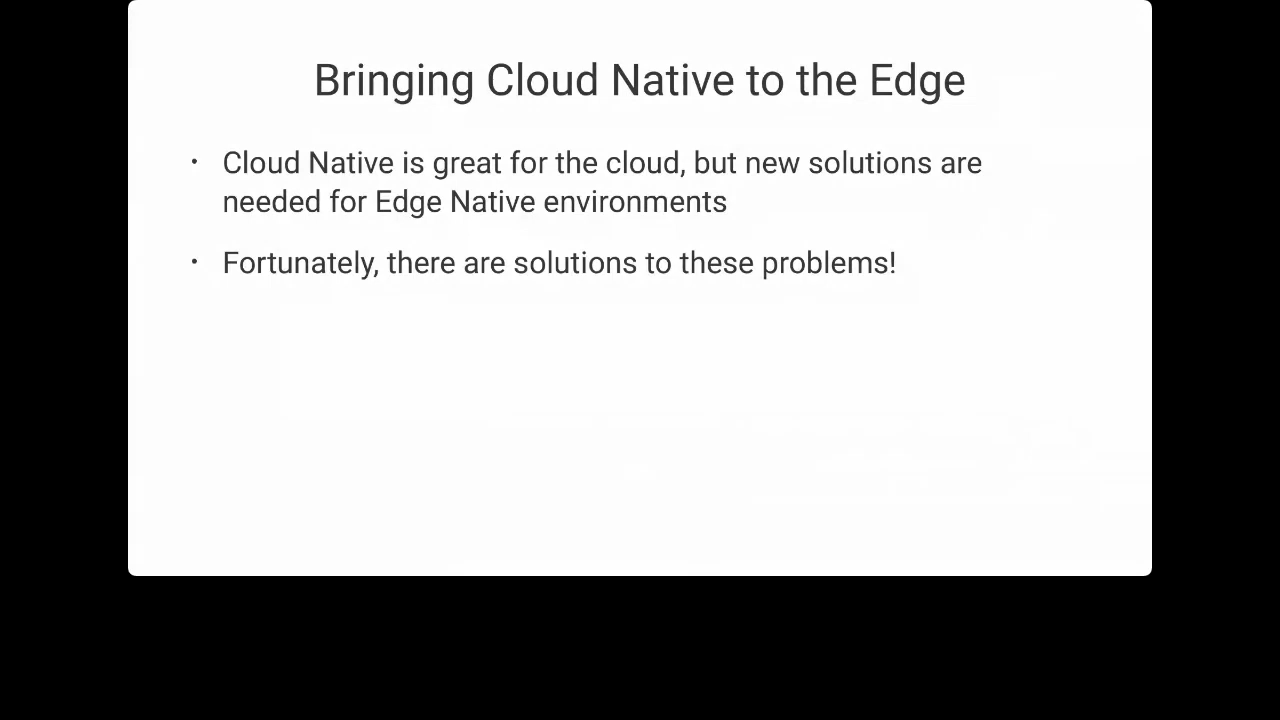 Bringing Cloud Native to the Edge
• Cloud Native is great for the cloud, but new solutions are
needed for Edge Native environments
• Fortunately, there are solutions to these problems!